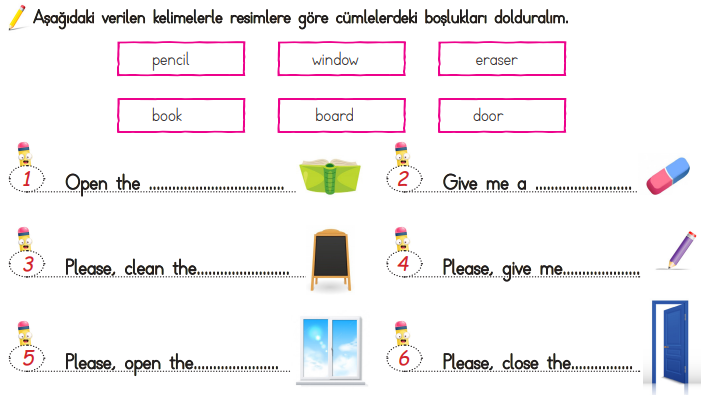 Aşağıdaki verilen kelimelerle resimlere göre cümlelerdeki boşlukları dolduralım.
pencil window eraser
book board door
1 Open the ..................................
2 Give me a .........................
3 Please, clean the........................
4 Please, give me....................
5 Please, open the......................
6 Please, close the................